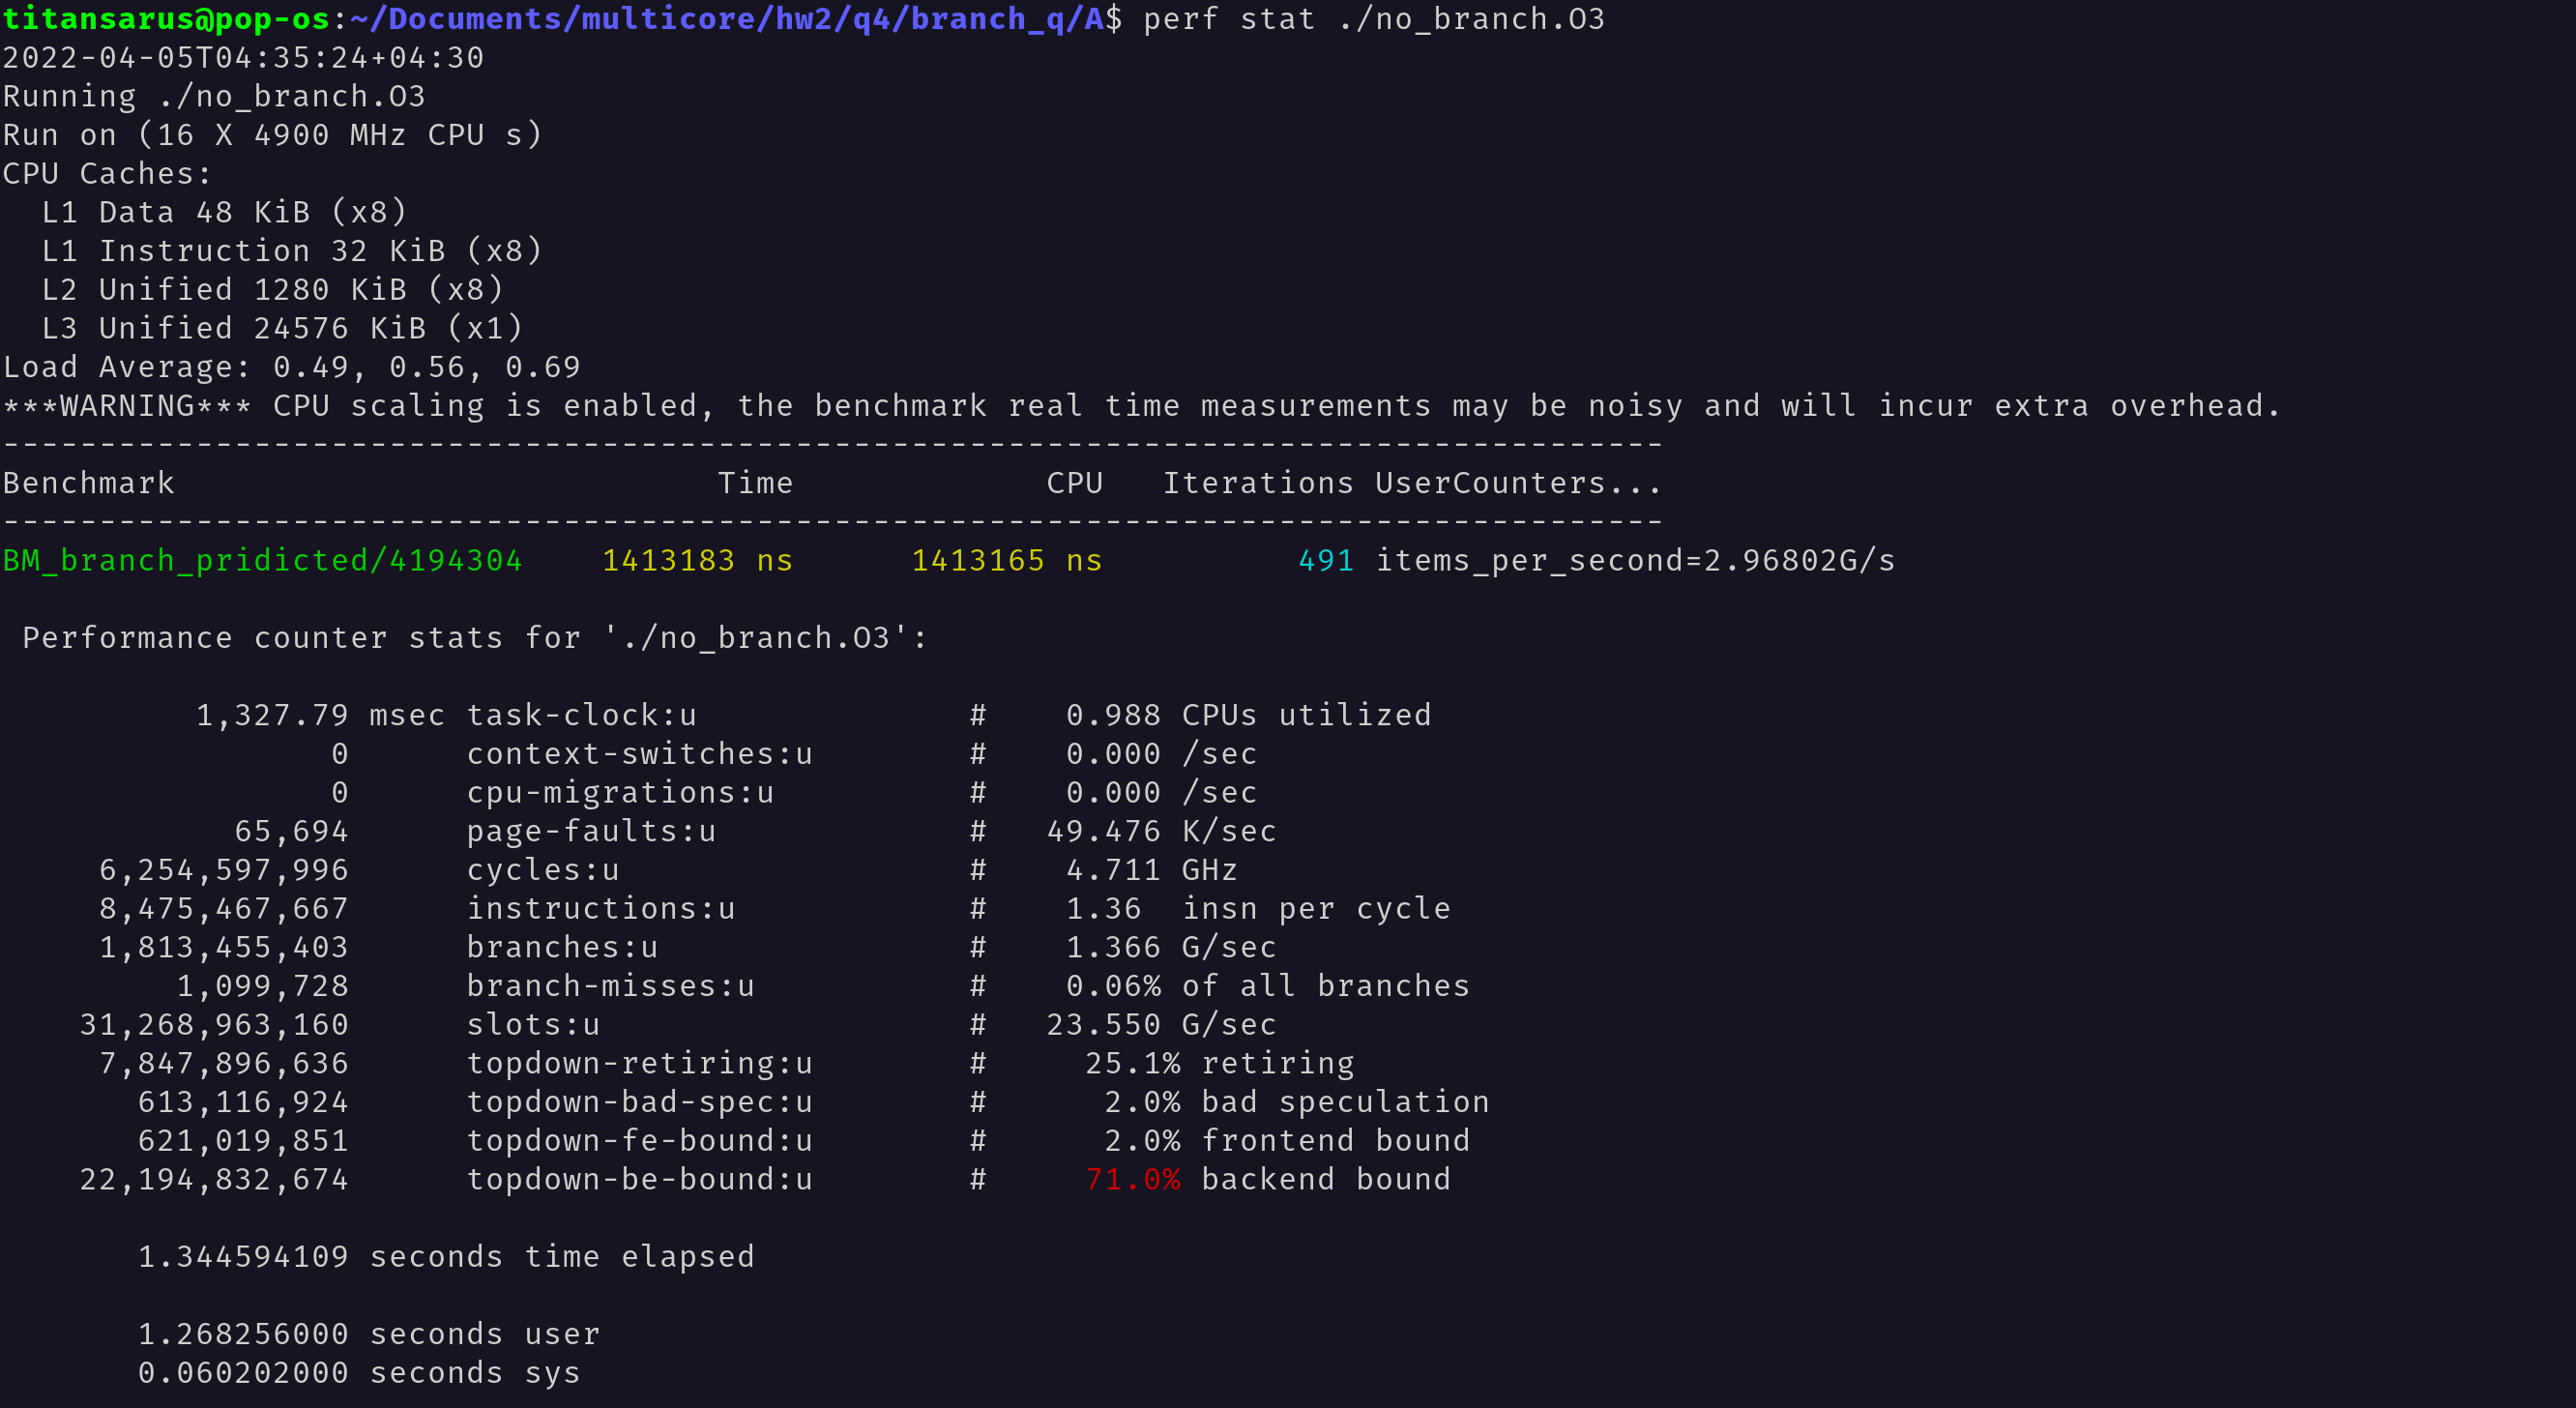 titansarus@pop-os:~/Documents/multicore/hw2/q4/branch_q/A$ perf stat ./no_branch.O3
2022-04-05T04:35:24+04:30
Running ./no_branch.O3
Run on (16 X 4900 MHz CPU s)
CPU Caches:
  L1 Data 48 KiB (x8)
  L1 Instruction 32 KiB (x8)
  L2 Unified 1280 KiB (x8)
  L3 Unified 24576 KiB (x1)
Load Average: 0.49, 0.56, 0.69
***WARNING*** CPU scaling is enabled, the benchmark real time measurements may be noisy and will incur extra overhead.
--------------------------------------------------------------------------------------
Benchmark                            Time             CPU   Iterations UserCounters...
--------------------------------------------------------------------------------------
BM_branch_pridicted/4194304    1413183 ns      1413165 ns          491 items_per_second=2.96802G/s
 Performance counter stats for './no_branch.O3':
          1,327.79 msec task-clock:u              #    0.988 CPUs utilized
                 0      context-switches:u        #    0.000 /sec
                 0      cpu-migrations:u          #    0.000 /sec
            65,694      page-faults:u             #   49.476 K/sec
     6,254,597,996      cycles:u                  #    4.711 GHz
     8,475,467,667      instructions:u            #    1.36  insn per cycle
     1,813,455,403      branches:u                #    1.366 G/sec
         1,099,728      branch-misses:u           #    0.06% of all branches
    31,268,963,160      slots:u                   #   23.550 G/sec
     7,847,896,636      topdown-retiring:u        #     25.1% retiring
       613,116,924      topdown-bad-spec:u        #      2.0% bad speculation
       621,019,851      topdown-fe-bound:u        #      2.0% frontend bound
    22,194,832,674      topdown-be-bound:u        #     71.0% backend bound
       1.344594109 seconds time elapsed
       1.268256000 seconds user
       0.060202000 seconds sys